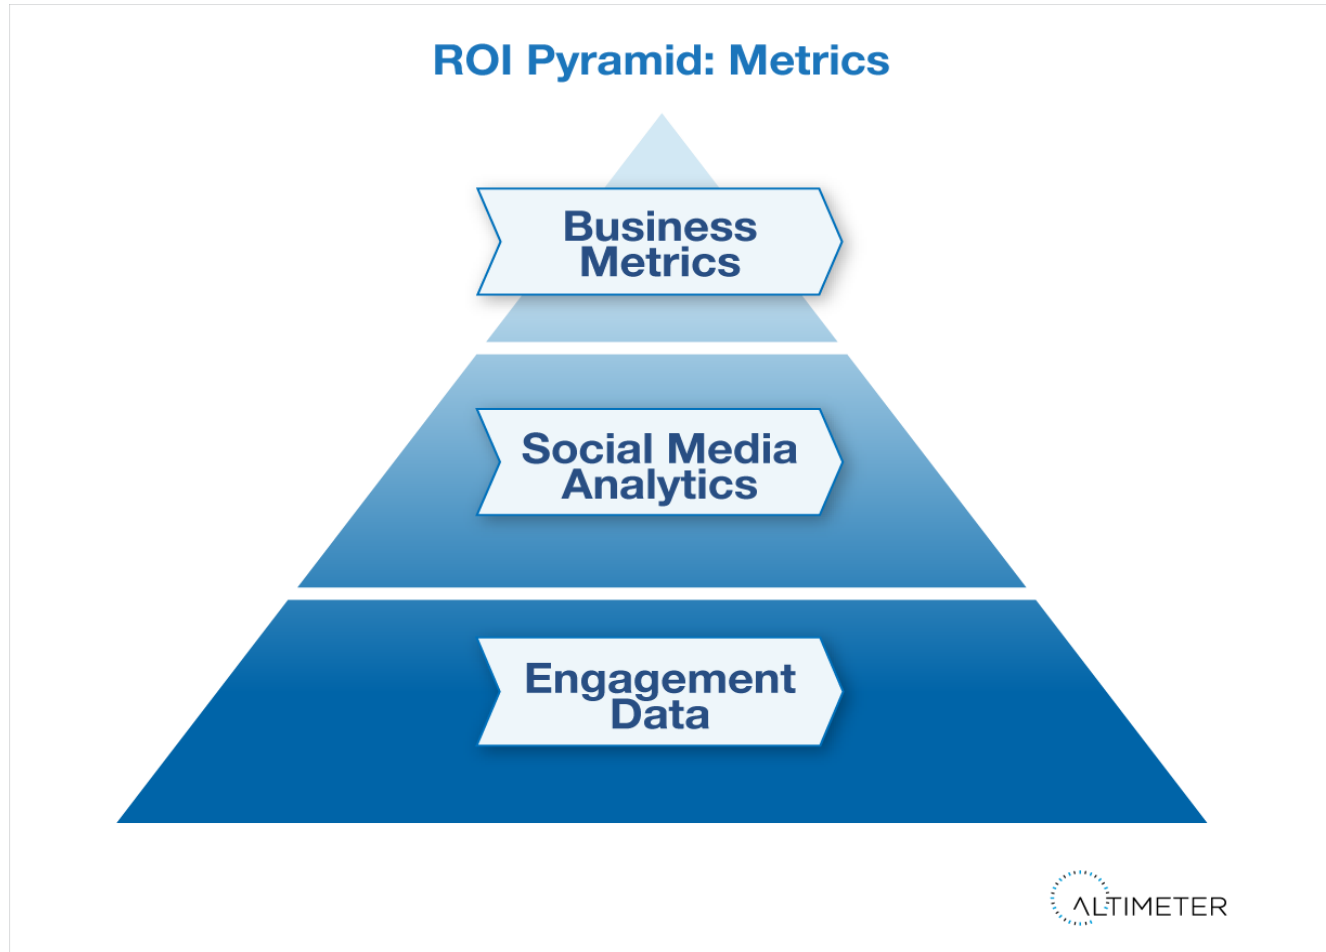 ROI Pyramid: Metrics
Business
Metrics
Social Media
Analytics
Engagement
Data
ALTIMETER